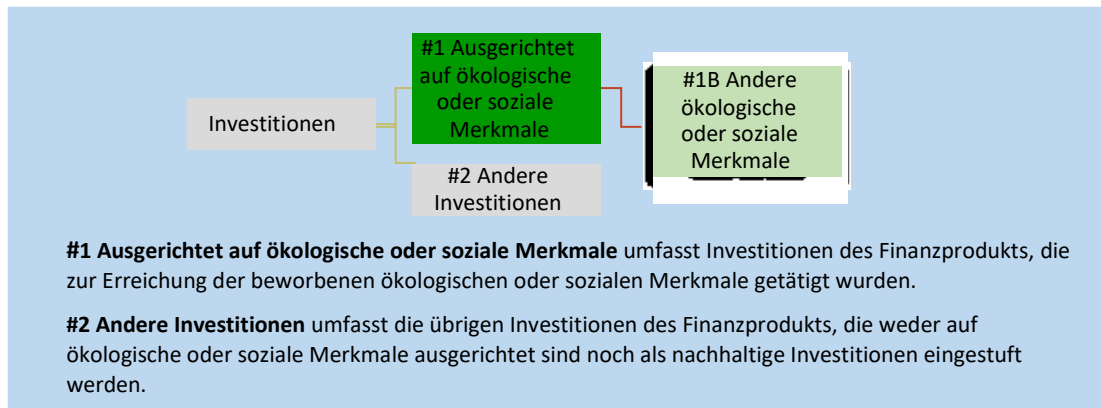 #1 Ausgerichtet
auf ökologische
oder soziale
Merkmale
#1B Andere
ökologische
oder soziale
Merkmale
Investitionen
#2 Andere
Investitionen
#1 Ausgerichtet auf ökologische oder soziale Merkmale umfasst Investitionen des Finanzprodukts, die
zur Erreichung der beworbenen ökologischen oder sozialen Merkmale getätigt wurden.
#2 Andere Investitionen umfasst die übrigen Investitionen des Finanzprodukts, die weder auf
ökologische oder soziale Merkmale ausgerichtet sind noch als nachhaltige Investitionen eingestuft
werden.